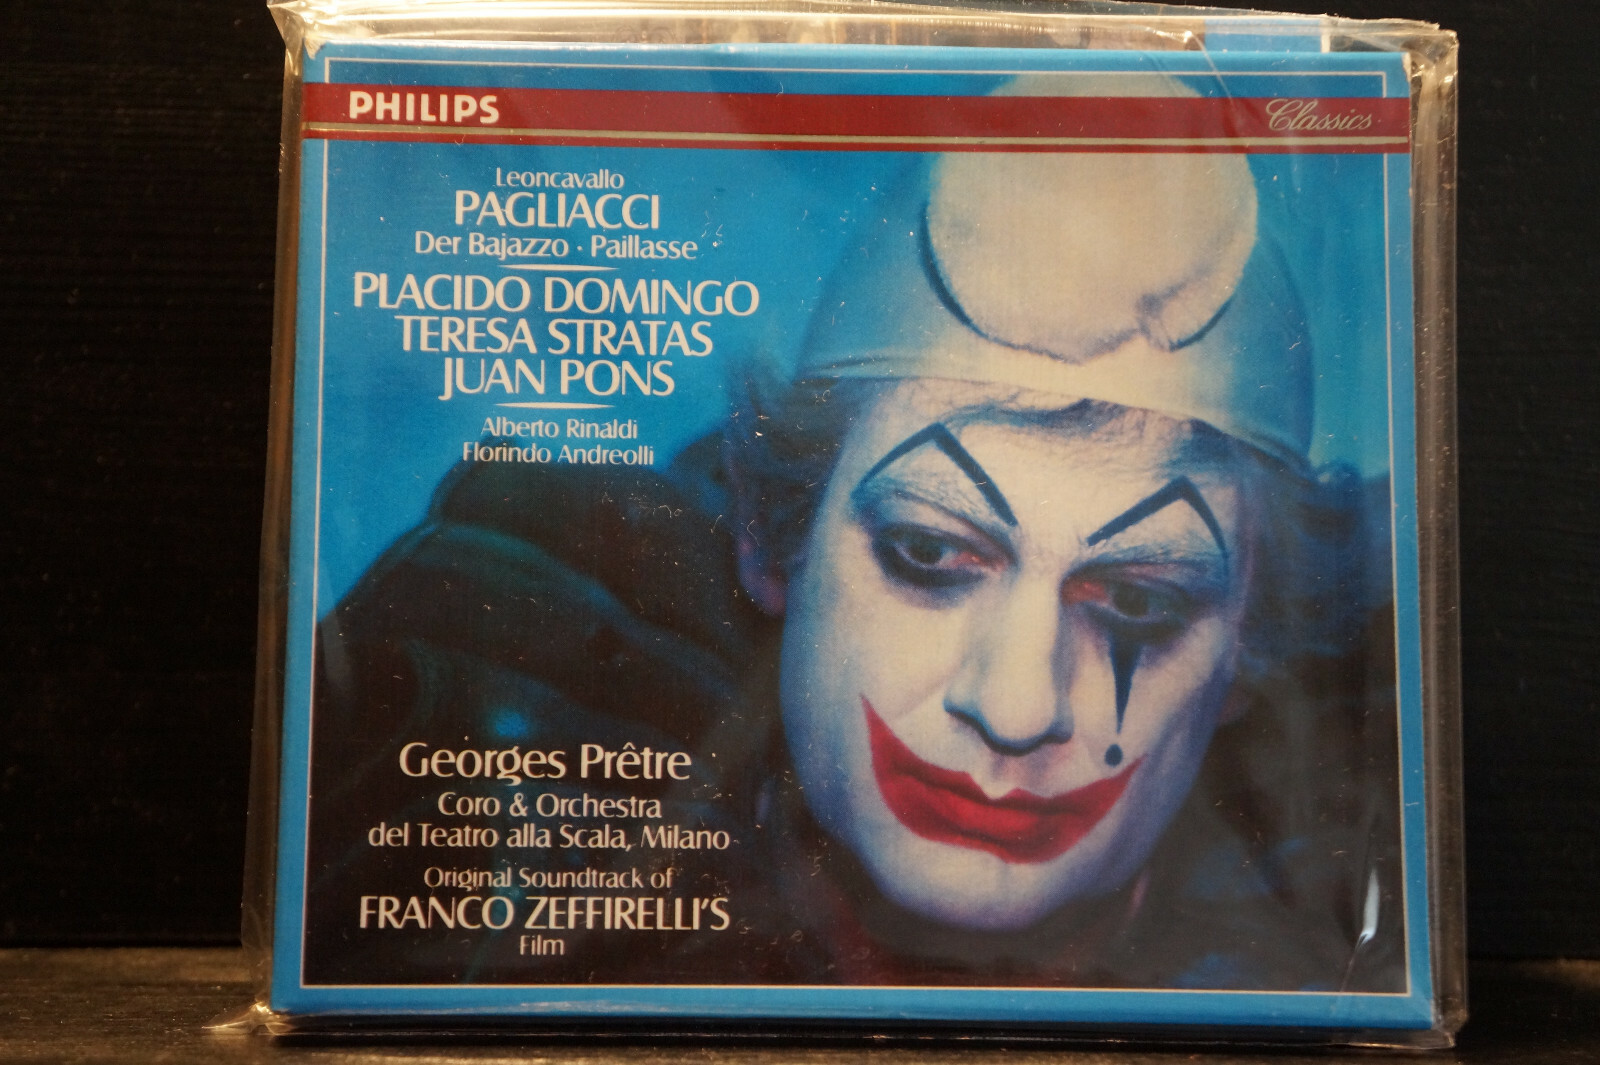 PHILIPS
Classics
Leoncavallo
PAGLIACCI
Der Bajazzo · Paillasse
PLACIDO DOMINGO
TERESA STRATAS
JUAN PONS
Alberto Rinaldi
Florindo Andreolli
Georges Prêtre
Coro & Orchestra
del Teatro alla Scala, Milano
Original Soundtrack of
FRANCO ZEFFIRELLI'S
Film